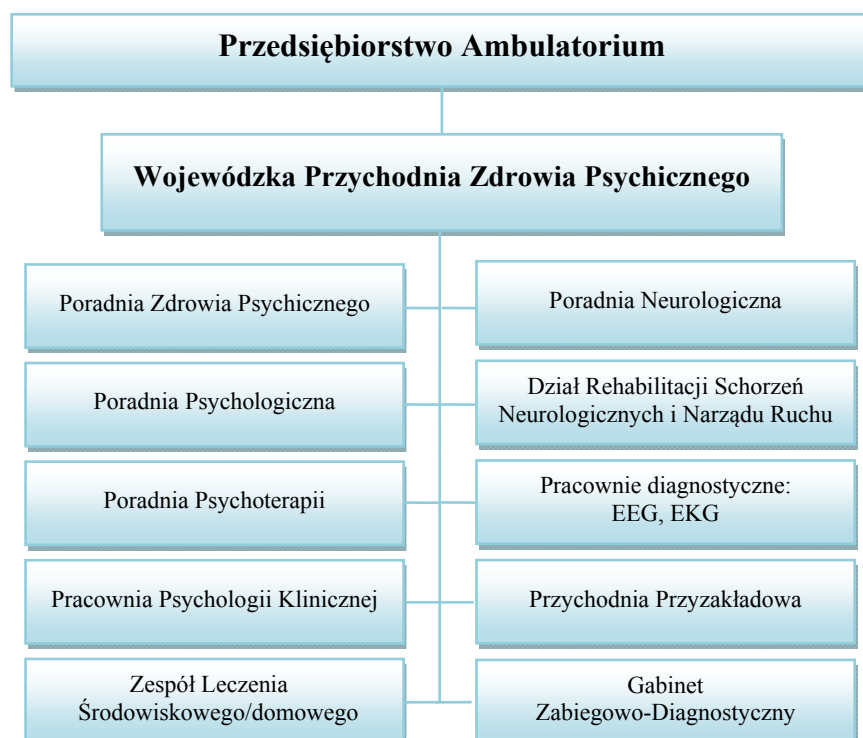 Przedsiębiorstwo Ambulatorium
Wojewódzka Przychodnia Zdrowia Psychicznego
Poradnia Zdrowia Psychicznego
Poradnia Neurologiczna
Poradnia Psychologiczna
Dział Rehabilitacji Schorzeń
Neurologicznych i Narządu Ruchu
Poradnia Psychoterapii
Pracownie diagnostyczne:
EEG, EKG
Pracownia Psychologii Klinicznej
Przychodnia Przyzakładowa
Zespół Leczenia
Środowiskowego/domowego
Gabinet
Zabiegowo-Diagnostyczny